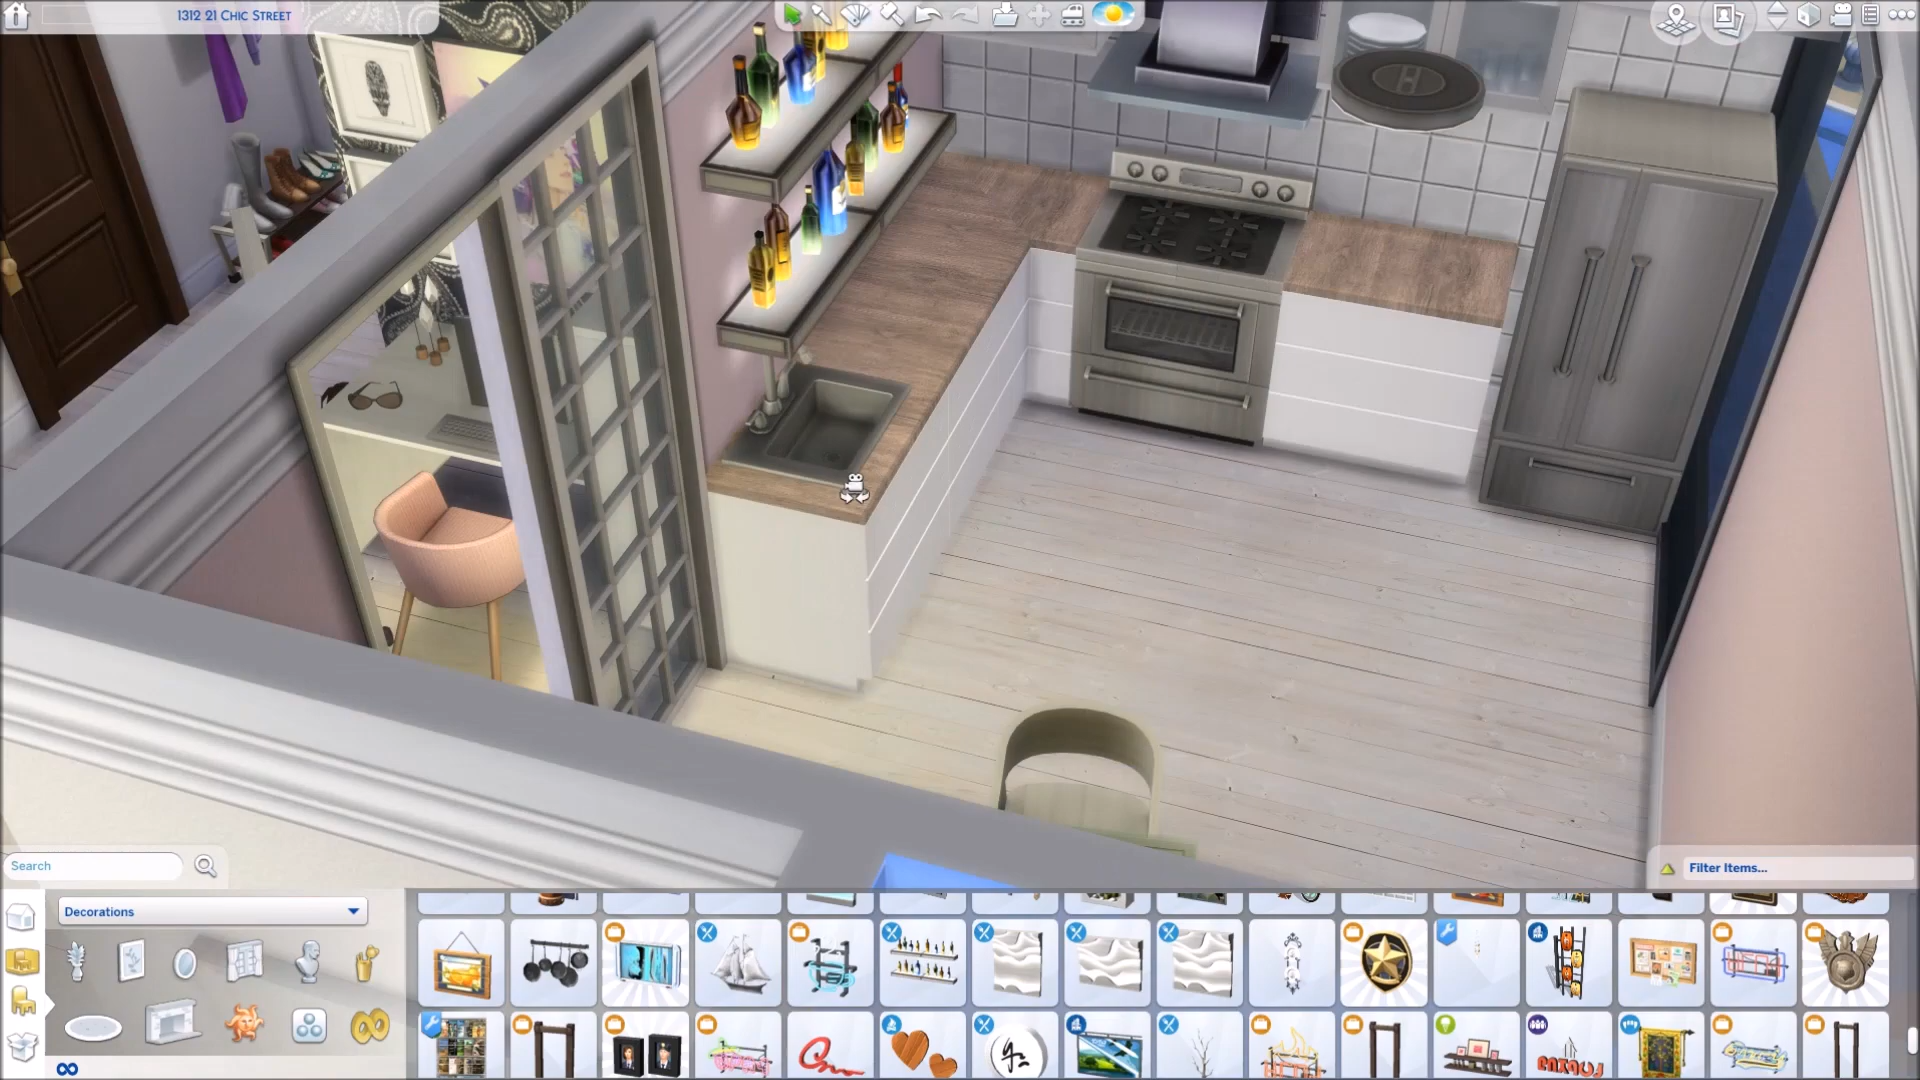 1312 21 Chic Street
Search
Filter Items...
Decorations